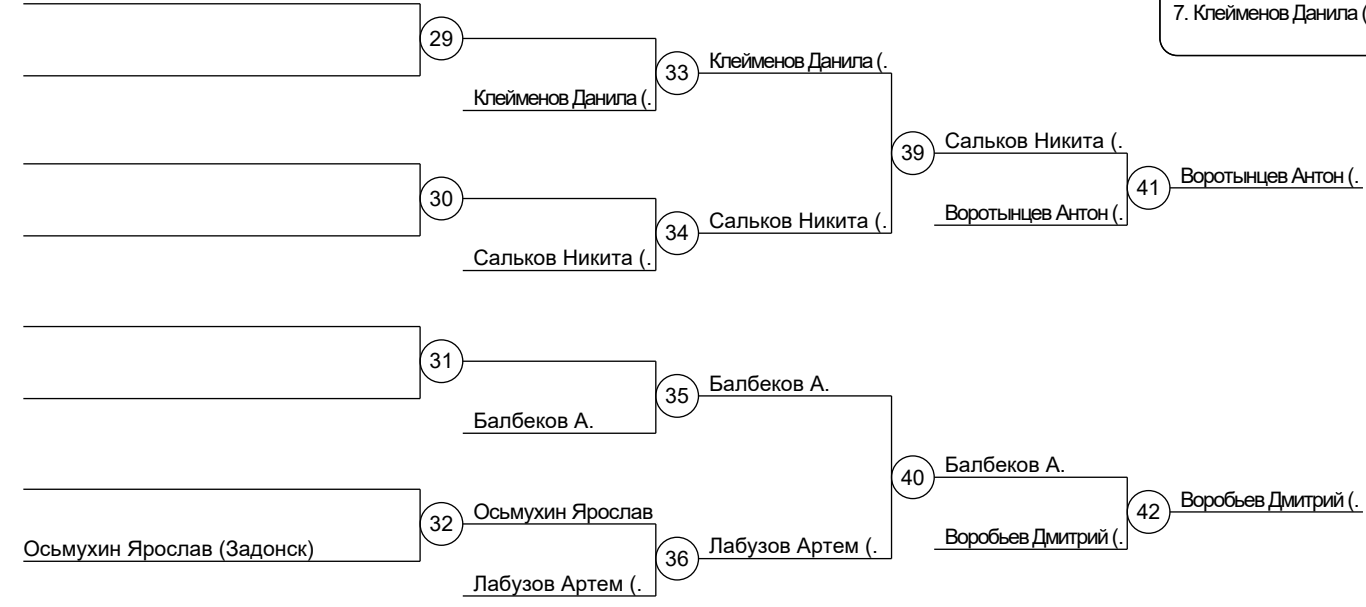 7. Клейменов Данила (
29
Клейменов Данила (.
33
Клейменов Данила (.
30
Сальков Никита (.
34
Сальков Никита (.
39
Сальков Никита (.
Воротынцев Антон (.
41
Воротынцев Антон (.
31
Балбеков А.
35
Балбеков А.
Осьмухин Ярослав (Задонск)
32
Осьмухин Ярослав
Лабузов Артем (.
36
Лабузов Артем (.
40
Балбеков А.
Воробьев Дмитрий (.
42
Воробьев Дмитрий (.